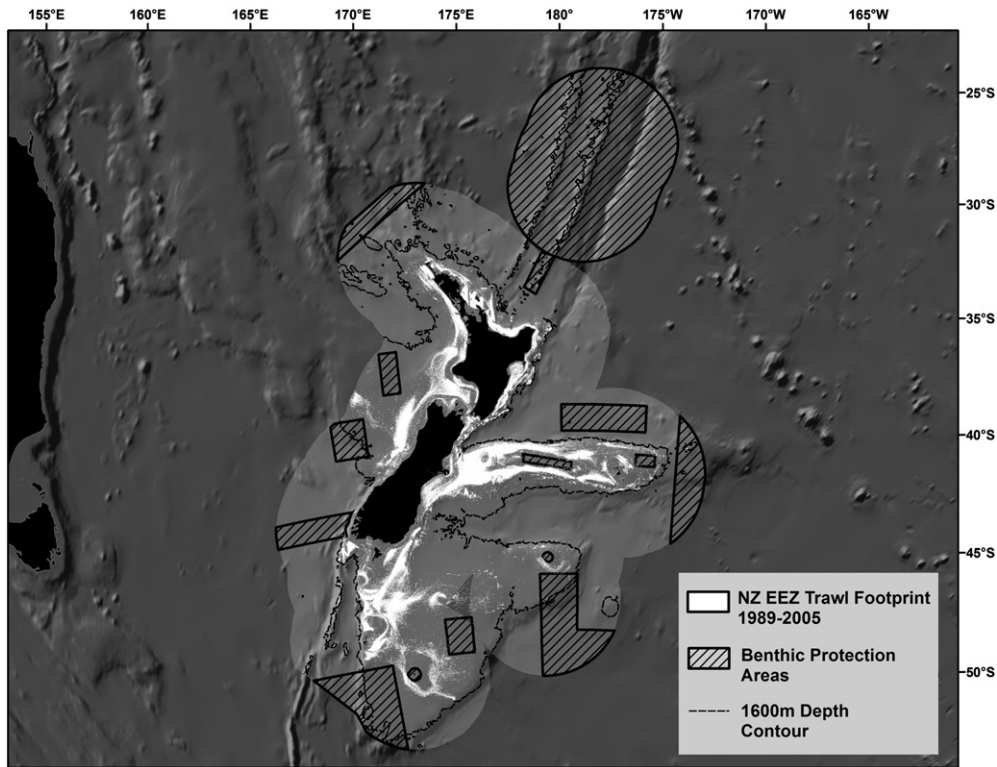 155°E 160°E 165°E 170°E 175°E 180°E 175°W 170°W 165°W
25°S
30°S
35°S
40°S
45°S
50°S
NZ EEZ Trawl Footprint
1989-2005
Benthic Protection
Areas
1600m Depth
Contour